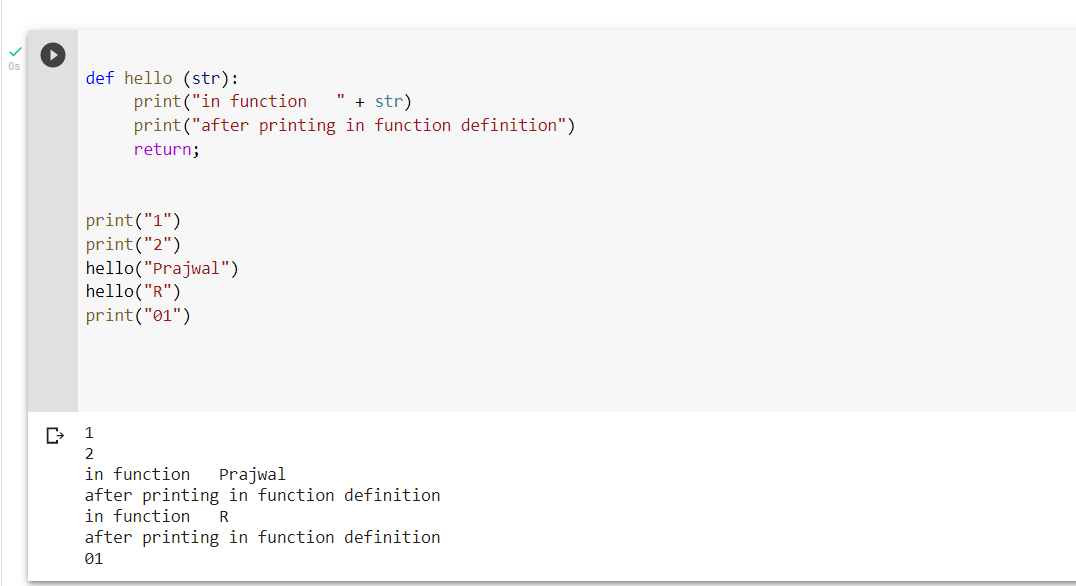 0s
def hello (str):
     print("in function   " + str)
     print("after printing in function definition")
     return;
print("1")
print("2")
hello("Prajwal")
hello("R")
print("01")
1
2
in function   Prajwal
after printing in function definition
in function   R
after printing in function definition
01